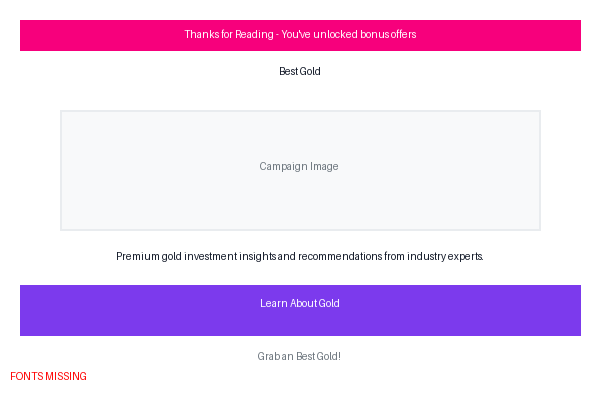 Thanks for Reading - You've unlocked bonus offers
Best Gold
Campaign Image
Premium gold investment insights and recommendations from industry experts.
Learn About Gold
Grab an Best Gold!
FONTS MISSING